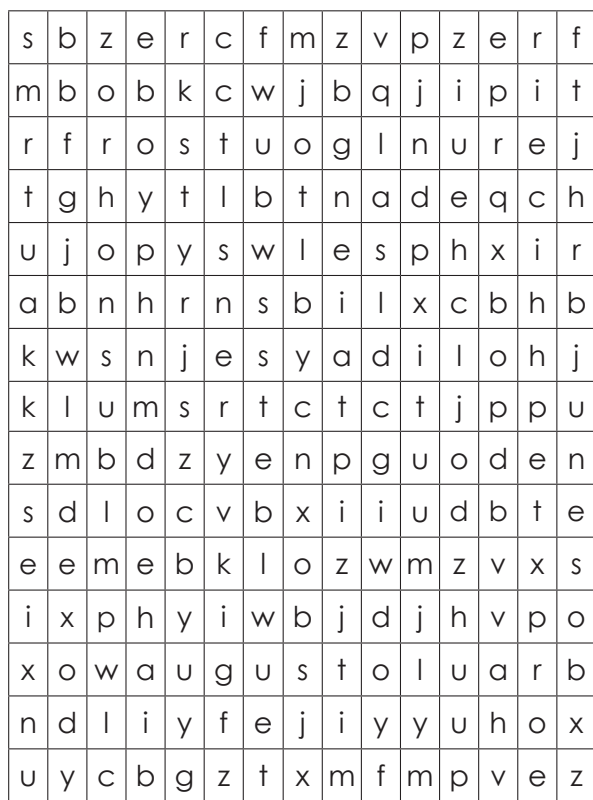 s b z e r c f m z v p z e r f
m b o b k c w j b q j i p i t
r f r o s t u o g l n u r e j
t g h y t l b t n a d e q c h
u j o p y s w l e s p h x i r
a b n h r n s b i l x c b h b
k w s n j e s y a d i l o h j
k l u m s r t c t c t j p p u
z m b d z y e n p g u o d e n
s d l o c v b x i i u d b t e
e e m e b k l o z w m z v x s
i x p h y i w b j d j h v p o
x o w a u g u s t o l u a r b
n d l i y f e j i y y u h o x
u y c b g z t x m f m p v e z